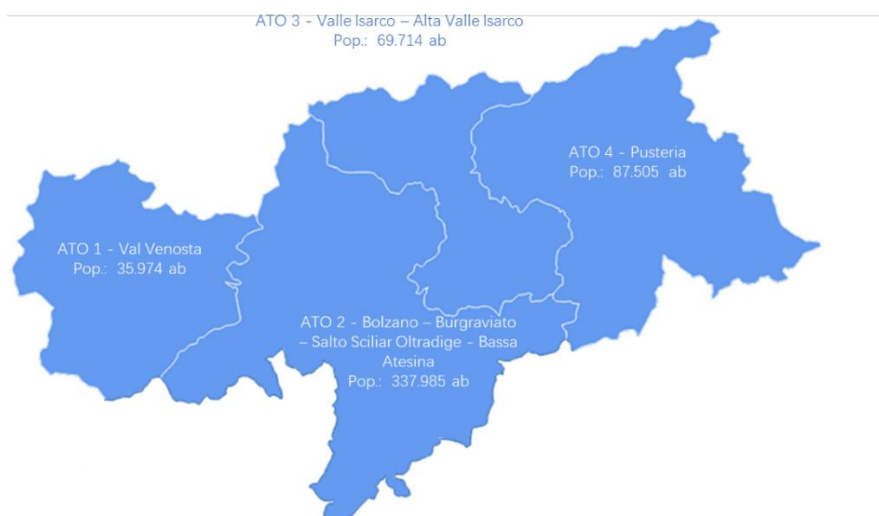 ATO 3 - Valle Isarco – Alta Valle Isarco
Pop.: 69.714 ab
ATO 4 - Pusteria
Pop.: 87.505 ab
ATO 1 - Val Venosta
Pop.: 35.974 ab
ATO 2 - Bolzano – Burgraviato
– Salto Sciliar Oltradige - Bassa
Atesina
Pop.: 337.985 ab